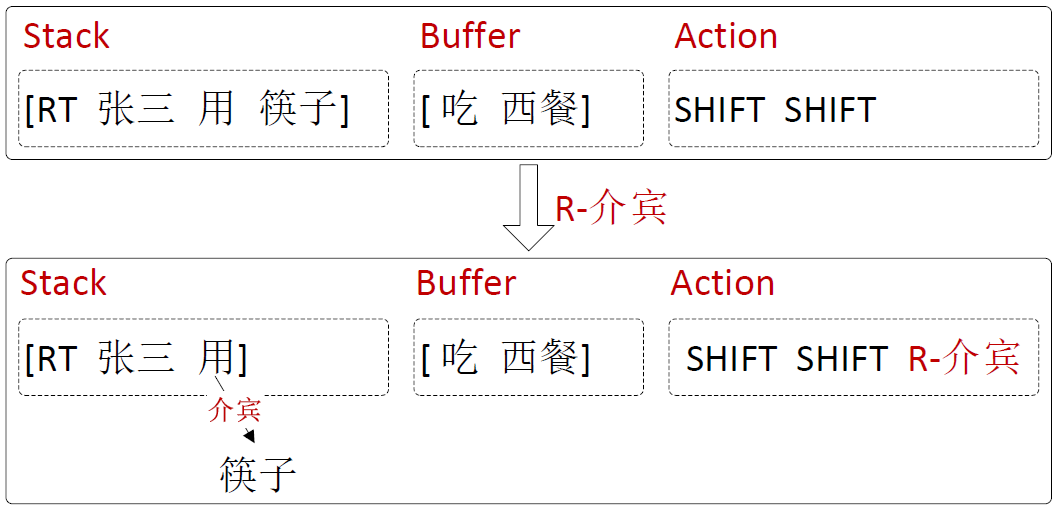 Stack Buffer Action
[RT 张三 用 筷子] [ 吃 西餐] SHIFT SHIFT
R-介宾
Stack Buffer Action
[RT 张三 用] [ 吃 西餐] SHIFT SHIFT R-介宾
介宾
筷子